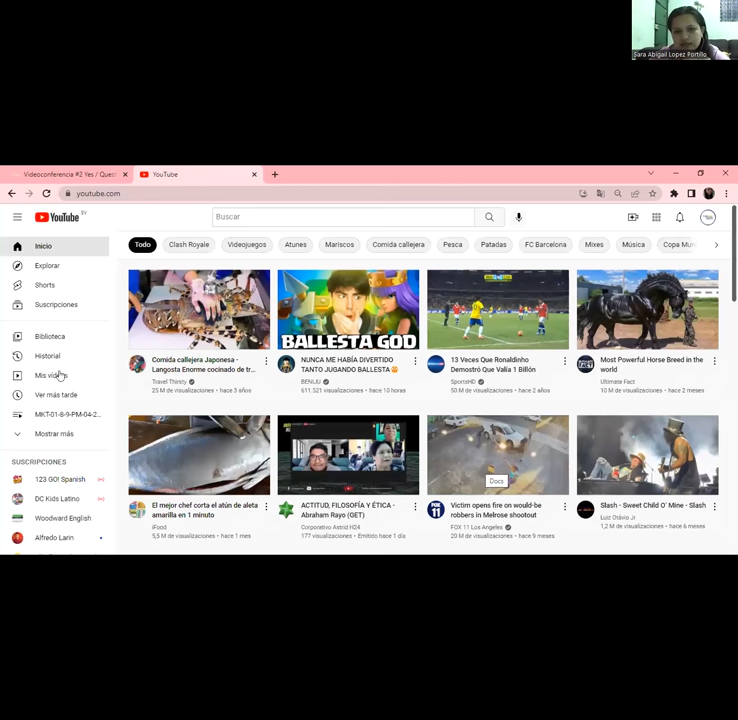 Sara Abigail Lopez Portillo
Videoconferencia #2 Yes / Ques
YouTube
youtube.com
YouTube SV
Buscar
Inicio
Todo
Clash Royale
Videojuegos
Atunes
Mariscos
Comida callejera
Pesca
Patadas
FC Barcelona
Mixes
Música
Copa Mun
Explorar
Shorts
Suscripciones
Biblioteca
Historial
Mis videos
Ver más tarde
MKT-01-8-9-PM-04-2...
Mostrar más
BALLESTA GOD
Comida callejera Japonesa -
Langosta Enorme cocinado de tr...
Travel Thirsty
25 M de visualizaciones • hace 3 años
NUNCA ME HABÍA DIVERTIDO
TANTO JUGANDO BALLESTA
BENIJU
611.521 visualizaciones • hace 10 horas
13 Veces Que Ronaldinho
Demostró Que Valía 1 Billón
SportsHD
50 M de visualizaciones • hace 2 años
Most Powerful Horse Breed in the
world
Ultimate Fact
10 M de visualizaciones • hace 2 meses
SUSCRIPCIONES
123 GO! Spanish
DC Kids Latino
Woodward English
Alfredo Larin
Docs
El mejor chef corta el atún de aleta
amarilla en 1 minuto
iFood
5,5 M de visualizaciones • hace 1 mes
ACTITUD, FILOSOFÍA Y ÉTICA -
Abraham Rayo (GET)
Corporativo Astrid H24
177 visualizaciones • Emitido hace 1 día
FOX 11
Victim opens fire on would-be
robbers in Melrose shootout
FOX 11 Los Angeles
20 M de visualizaciones • hace 9 meses
Slash - Sweet Child O' Mine - Slash
Luiz Otávio Jr
1,2 M de visualizaciones • hace 6 meses